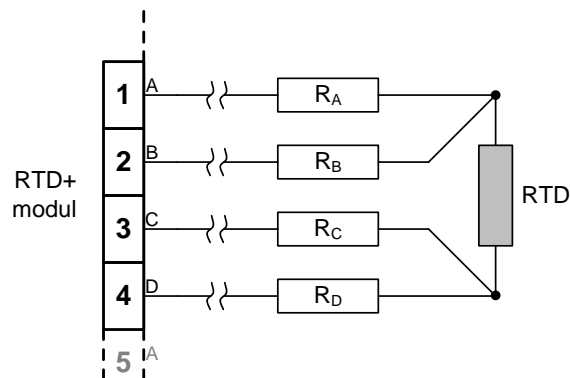 1 A R_A
2 B R_B
RTD+
modul
RTD
3 C R_C
4 D R_D
5 A